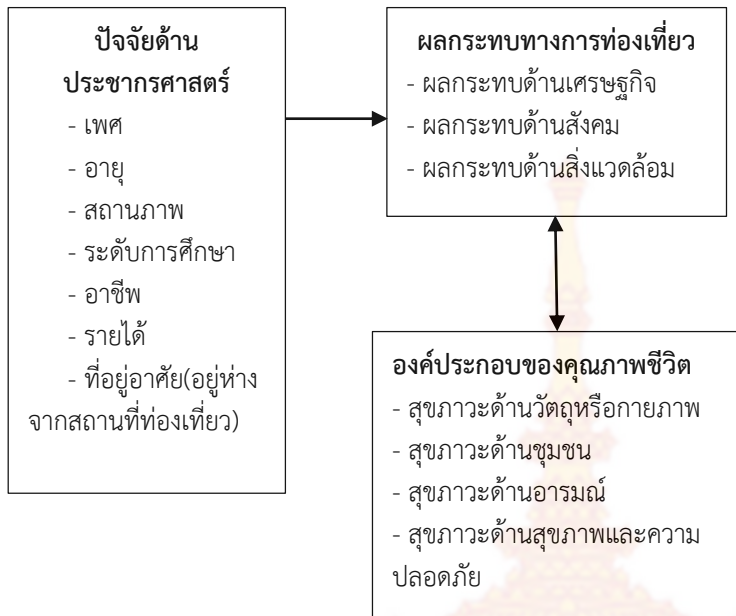 ปัจจัยด้าน
ประชากรศาสตร์
- เพศ
- อายุ
- สถานภาพ
- ระดับการศึกษา
- อาชีพ
- รายได้
- ที่อยู่อาศัย(อยู่ห่าง
จากสถานที่ท่องเที่ยว)
ผลกระทบทางการท่องเที่ยว
- ผลกระทบด้านเศรษฐกิจ
- ผลกระทบด้านสังคม
- ผลกระทบด้านสิ่งแวดล้อม
องค์ประกอบของคุณภาพชีวิต
- สุขภาวะด้านวัตถุหรือกายภาพ
- สุขภาวะด้านชุมชน
- สุขภาวะด้านอารมณ์
- สุขภาวะด้านสุขภาพและความ
ปลอดภัย